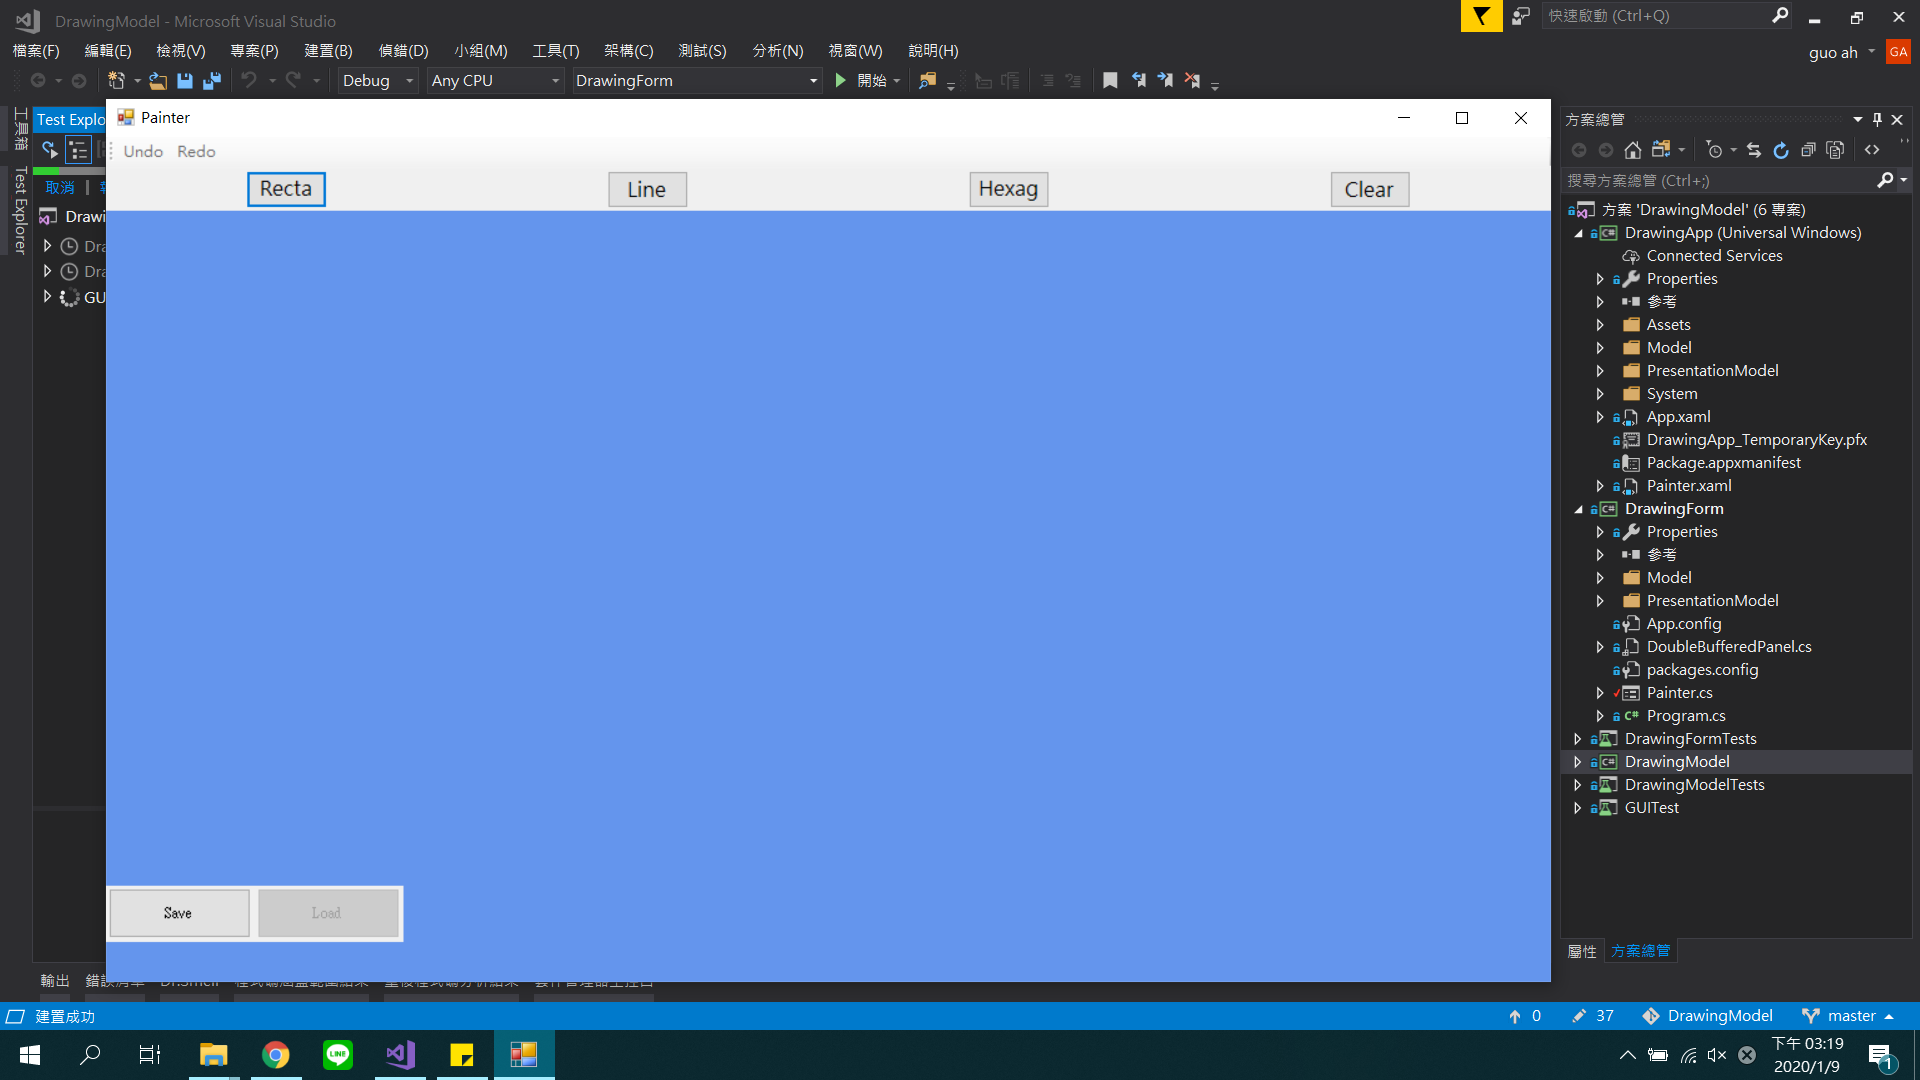 DrawingModel - Microsoft Visual Studio
快速啟動 (Ctrl+Q)
檔案(F) 編輯(E) 檢視(V) 專案(P) 建置(B) 偵錯(D) 小組(M) 工具(T) 架構(C) 測試(S) 分析(N) 視窗(W) 說明(H)
guo ah GA
Debug Any CPU DrawingForm 開始
工具箱
Test Explorer
Test Explo
取消
Drawi
Dra
Dra
GU
Painter
Undo Redo
Recta Line Hexag Clear
Save Load
方案總管
搜尋方案總管 (Ctrl+;)
方案 'DrawingModel' (6 專案)
DrawingApp (Universal Windows)
Connected Services
Properties
參考
Assets
Model
PresentationModel
System
App.xaml
DrawingApp_TemporaryKey.pfx
Package.appxmanifest
Painter.xaml
DrawingForm
Properties
參考
Model
PresentationModel
App.config
DoubleBufferedPanel.cs
packages.config
Painter.cs
Program.cs
DrawingFormTests
DrawingModel
DrawingModelTests
GUITest
屬性 方案總管
輸出 錯誤清單 Dr.Smell
建置成功
0 37 DrawingModel master
LINE
下午 03:19
2020/1/9
1